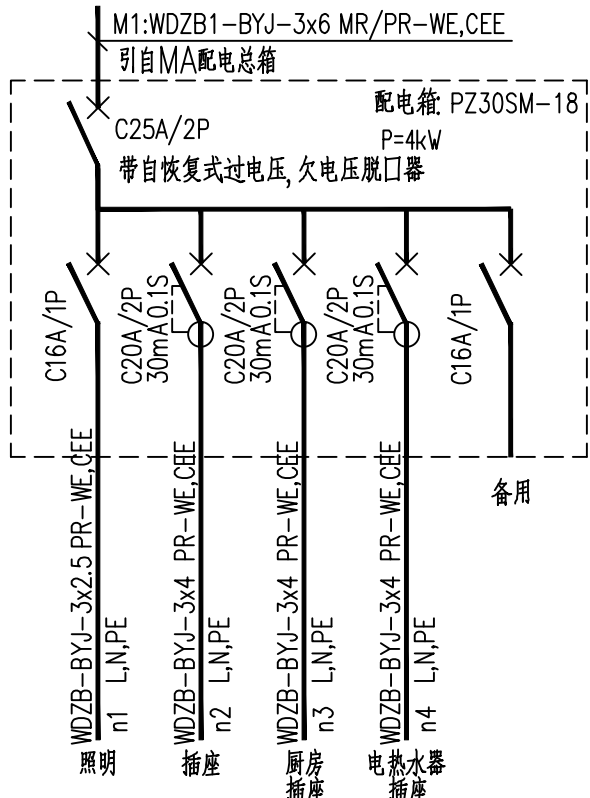 M1:WDZB1-BYJ-3x6 MR/PR-WE,CEE
引自MA配电总箱
配电箱: PZ30SM-18
C25A/2P
P=4kW
带自恢复式过电压,欠电压脱口器
C16A/1P
C20A/2P
30mA0.1S
C20A/2P
30mA0.1S
C20A/2P
30mA0.1S
C16A/1P
备用
WDZB-BYJ-3x2.5 PR-WE,CEE
n1 L,N,PE
WDZB-BYJ-3x4 PR-WE,CEE
n2 L,N,PE
WDZB-BYJ-3x4 PR-WE,CEE
n3 L,N,PE
WDZB-BYJ-3x4 PR-WE,CEE
n4 L,N,PE
照明
插座
厨房
插座
电热水器
插座